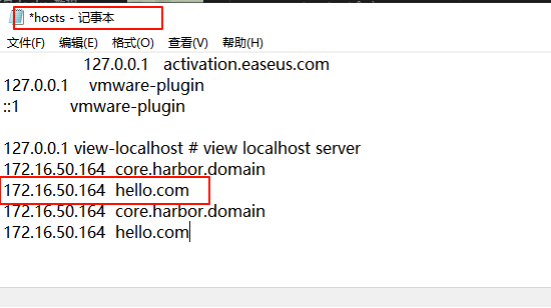 *hosts - 记事本
文件(F) 编辑(E) 格式(O) 查看(V) 帮助(H)
127.0.0.1 activation.easeus.com
127.0.0.1 vmware-plugin
::1 vmware-plugin
127.0.0.1 view-localhost # view localhost server
172.16.50.164 core.harbor.domain
172.16.50.164 hello.com
172.16.50.164 core.harbor.domain
172.16.50.164 hello.com